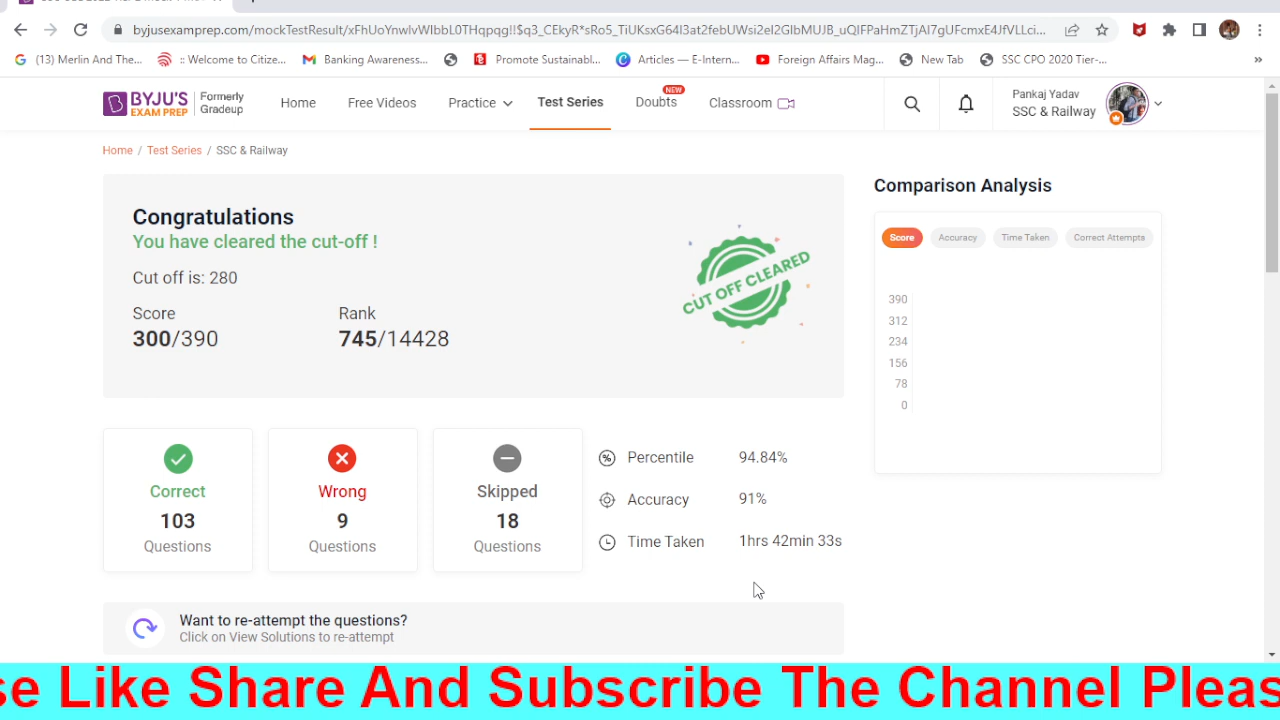 byjusexamprep.com/mockTestResult/xFhUoYnwIvWIbbL0THqpqg!!$q3_CEkyR*sRo5_TiUKsxG64I3at2febUWsi2eI2GIbMUJB_uQIFPaHmZTjAI7gUFcmxE4JfVLLci...
(13) Merlin And The... :: Welcome to Citize... Banking Awareness... Promote Sustainabl... Articles — E-Intern... Foreign Affairs Mag... New Tab SSC CPO 2020 Tier-... »
BYJU'S EXAM PREP Formerly Gradeup Home Free Videos Practice Test Series Doubts NEW Classroom Pankaj Yadav SSC & Railway
Home / Test Series / SSC & Railway
Congratulations
You have cleared the cut-off !
Cut off is: 280
Score Rank
300/390 745/14428
CUT OFF CLEARED
Comparison Analysis
Score Accuracy Time Taken Correct Attempts
390
312
234
156
78
0
Correct
103
Questions
Wrong
9
Questions
Skipped
18
Questions
Percentile 94.84%
Accuracy 91%
Time Taken 1hrs 42min 33s
Want to re-attempt the questions?
Click on View Solutions to re-attempt
se Like Share And Subscribe The Channel Pleas